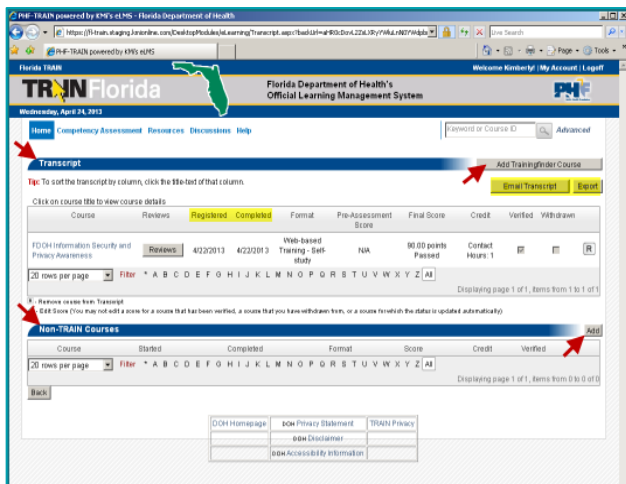 PHF-TRAIN powered by KMi's eLMS - Florida Department of Health
Live Search
PHF-TRAIN powered by KMi's eLMS
Page
Tools
Florida TRAIN
Welcome Kimberly! | My Account | Logoff
TRAIN Florida
Florida Department of Health's
Official Learning Management System
PHF
Wednesday, April 24, 2013
Home Competency Assessment Resources Discussions Help
Keyword or Course ID
Advanced
Transcript
Add Trainingfinder Course
Tip: To sort the transcript by column, click the title-text of that column.
Email Transcript
Export
Click on course title to view course details
Course Reviews Registered Completed Format Pre-Assessment Score Final Score Credit Verified Withdrawn
FDOH Information Security and Privacy Awareness Reviews 4/22/2013 4/22/2013 Web-based Training - Self-study N/A 90.00 points Passed Contact Hours: 1 R
20 rows per page Filter * A B C D E F G H I J K L M N O P Q R S T U V W X Y Z All
Displaying page 1 of 1, items from 1 to 1 of 1
R - Remove course from Transcript
- Edit Score (You may not edit a score for a course that has been verified, a course that you have withdrawn from, or a course for which the status is updated automatically)
Non-TRAIN Courses
Add
Course Started Completed Format Score Credit Verified
20 rows per page Filter * A B C D E F G H I J K L M N O P Q R S T U V W X Y Z All
Displaying page 1 of 1, items from 0 to 0 of 0
Back
DOH Homepage DOH Privacy Statement TRAIN Privacy
DOH Disclaimer
DOH Accessibility Information